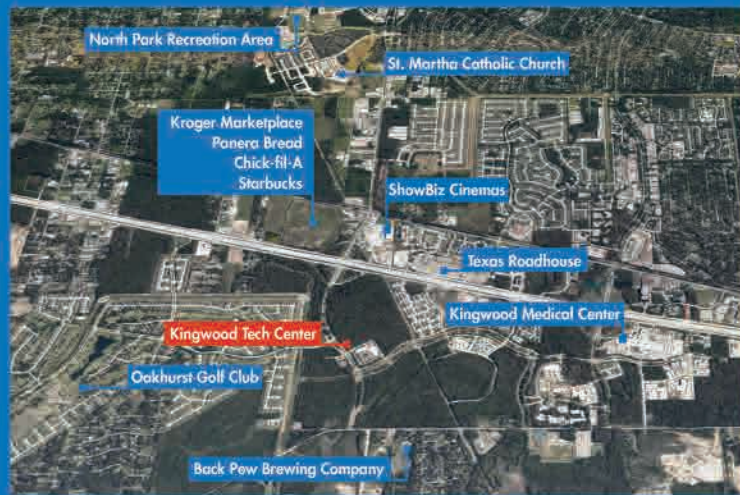 North Park Recreation Area
St. Martha Catholic Church
Kroger Marketplace
Panera Bread
Chick-fil-A
Starbucks
ShowBiz Cinemas
Texas Roadhouse
Kingwood Medical Center
Kingwood Tech Center
Oakhurst Golf Club
Back Pew Brewing Company